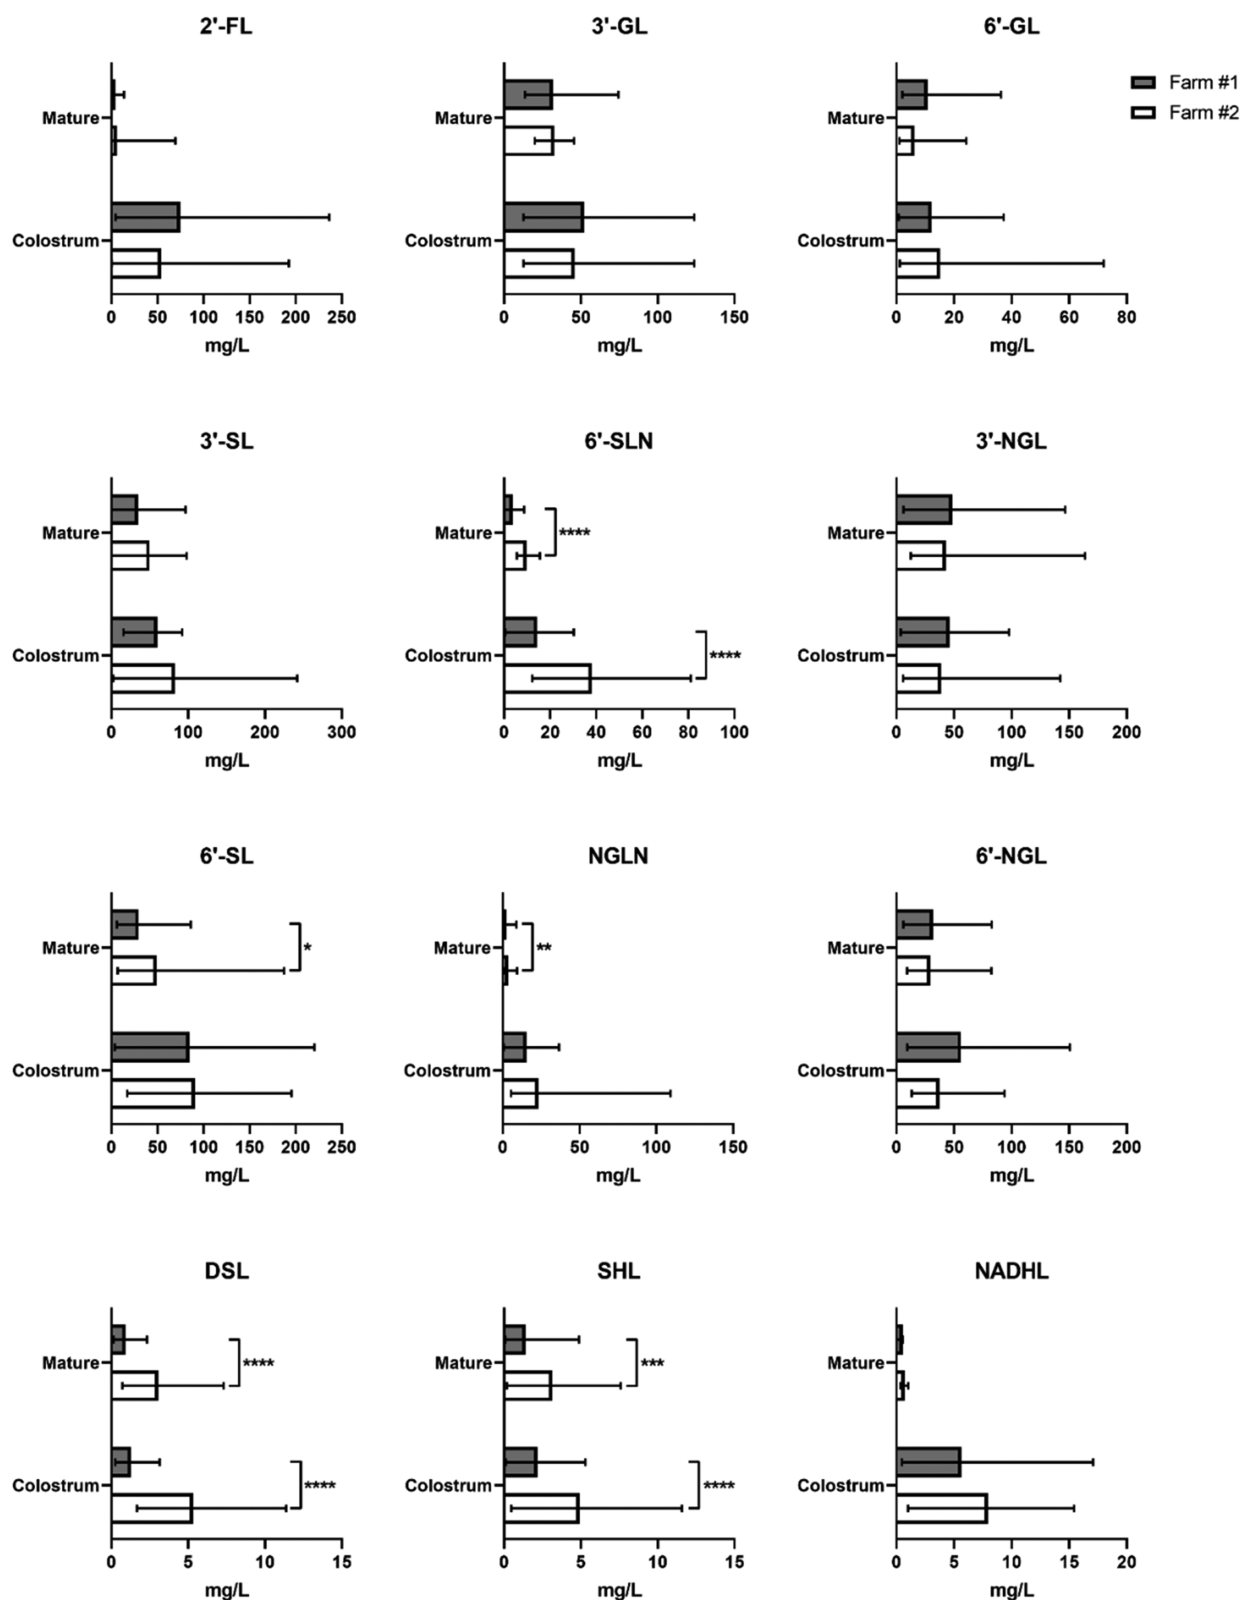 2'-FL
3'-GL
6'-GL
Farm #1
Farm #2
Mature
Colostrum
0 50 100 150 200 250
mg/L
Mature
Colostrum
0 50 100 150
mg/L
Mature
Colostrum
0 20 40 60 80
mg/L
3'-SL
Mature
Colostrum
0 100 200 300
mg/L
6'-SLN
Mature
****
Colostrum
****
0 20 40 60 80 100
mg/L
3'-NGL
Mature
Colostrum
0 50 100 150 200
mg/L
6'-SL
Mature
*
Colostrum
0 50 100 150 200 250
mg/L
NGLN
Mature
**
Colostrum
0 50 100 150
mg/L
6'-NGL
Mature
Colostrum
0 50 100 150 200
mg/L
DSL
Mature
****
Colostrum
****
0 5 10 15
mg/L
SHL
Mature
***
Colostrum
****
0 5 10 15
mg/L
NADHL
Mature
Colostrum
0 5 10 15 20
mg/L